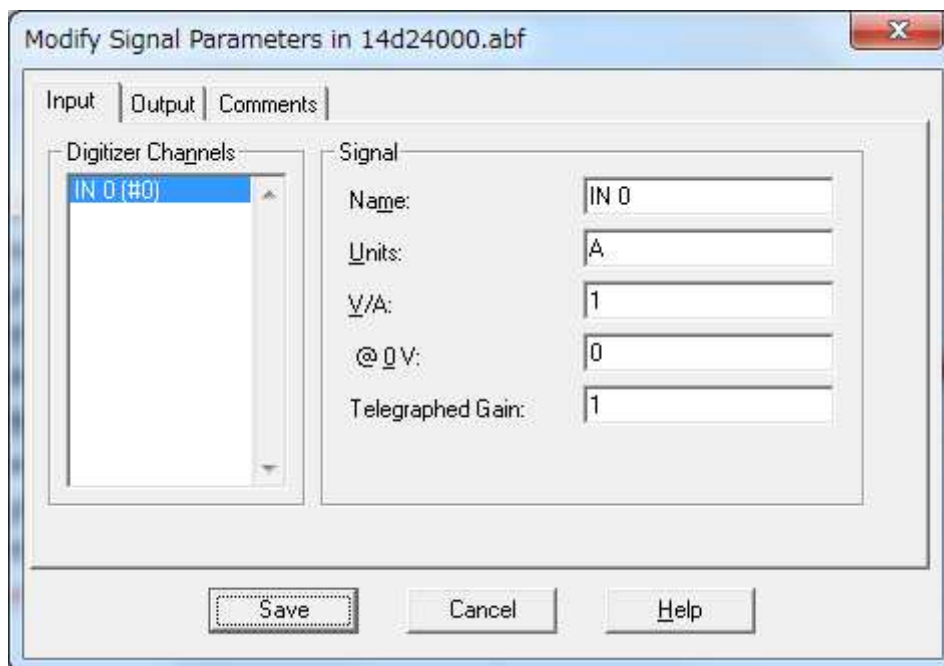 Modify Signal Parameters in 14d24000.abf
Input
Output
Comments
Digitizer Channels
IN 0 (#0)
Signal
Name:
IN 0
Units:
A
V/A:
1
@ 0 V:
0
Telegraphed Gain:
1
Save
Cancel
Help